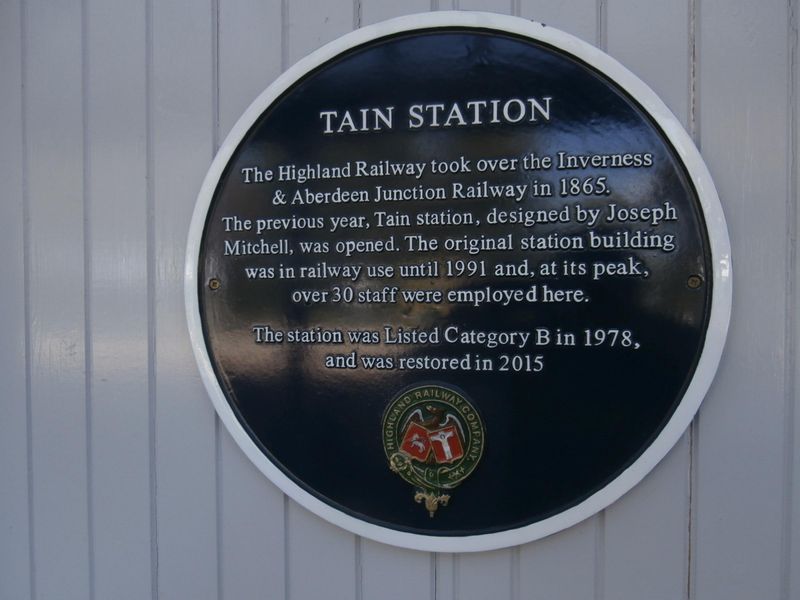 TAIN STATION
The Highland Railway took over the Inverness
& Aberdeen Junction Railway in 1865.
The previous year, Tain station, designed by Joseph
Mitchell, was opened. The original station building
was in railway use until 1991 and, at its peak,
over 30 staff were employed here.
The station was Listed Category B in 1978,
and was restored in 2015
HIGHLAND RAILWAY COMPANY